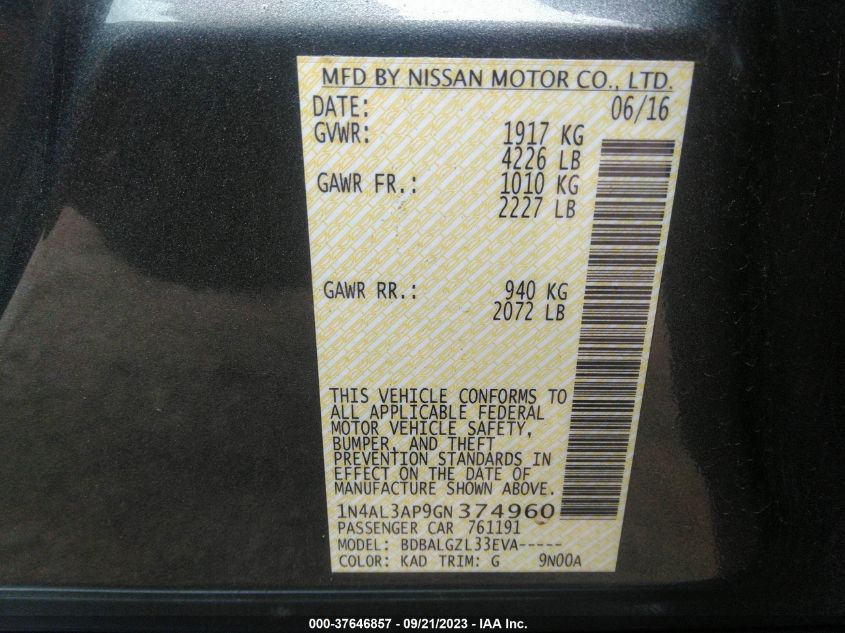 MFD BY NISSAN MOTOR CO., LTD.
DATE: 06/16
GVWR: 1917 KG
4226 LB
GAWR FR.: 1010 KG
2227 LB
GAWR RR.: 940 KG
2072 LB
THIS VEHICLE CONFORMS TO
ALL APPLICABLE FEDERAL
MOTOR VEHICLE SAFETY,
BUMPER, AND THEFT
PREVENTION STANDARDS IN
EFFECT ON THE DATE OF
MANUFACTURE SHOWN ABOVE.
1N4AL3AP9GN374960
PASSENGER CAR 761191
MODEL: BDBALGZL33EVA-----
COLOR: KAD TRIM: G 9N00A
000-37646857 - 09/21/2023 - IAA Inc.